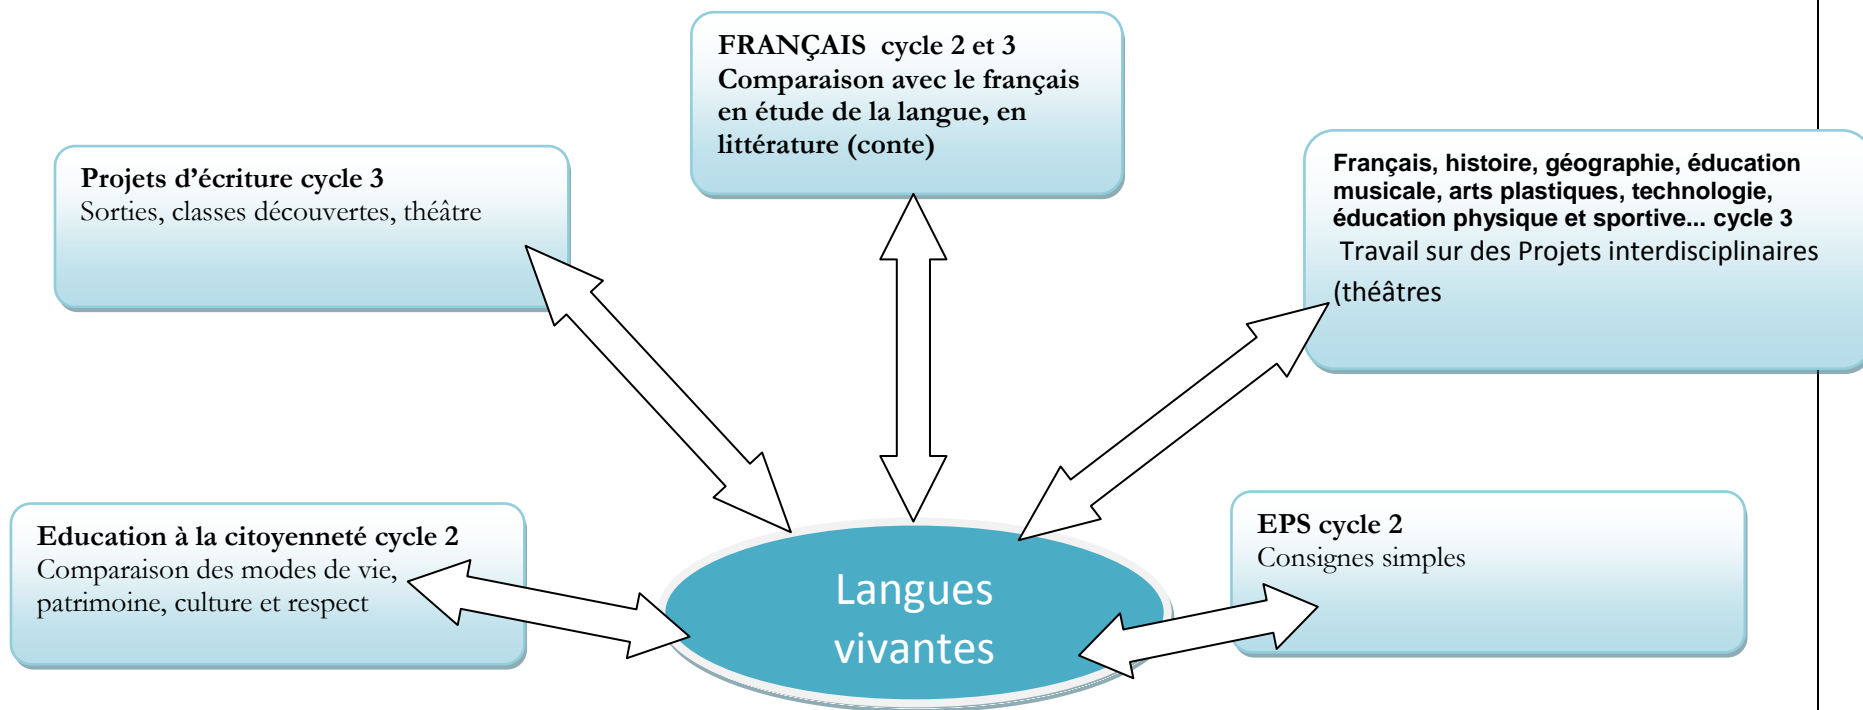 FRANÇAIS  cycle 2 et 3
Comparaison avec le français
en étude de la langue, en
littérature (conte)
Projets d’écriture cycle 3
Sorties, classes découvertes, théâtre
Français, histoire, géographie, éducation
musicale, arts plastiques, technologie,
éducation physique et sportive... cycle 3
Travail sur des Projets interdisciplinaires
(théâtres
Education à la citoyenneté cycle 2
Comparaison des modes de vie,
patrimoine, culture et respect
EPS cycle 2
Consignes simples
Langues
vivantes